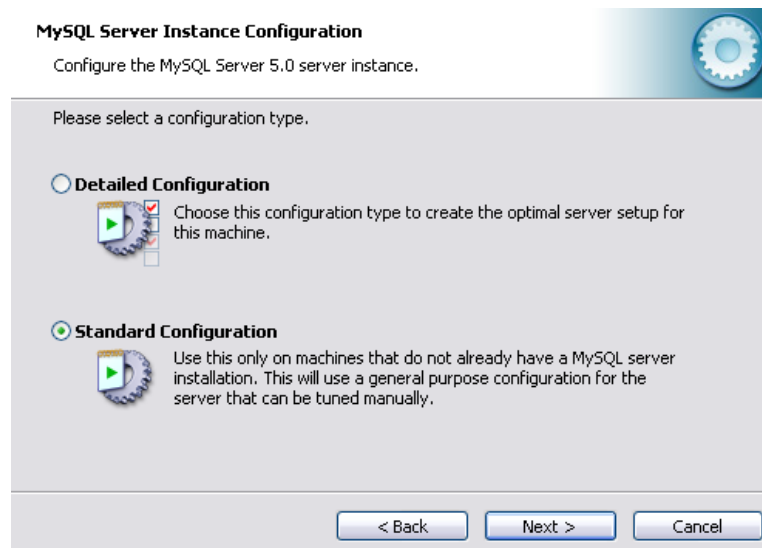 MySQL Server Instance Configuration
Configure the MySQL Server 5.0 server instance.
Please select a configuration type.
Detailed Configuration
Choose this configuration type to create the optimal server setup for
this machine.
Standard Configuration
Use this only on machines that do not already have a MySQL server
installation. This will use a general purpose configuration for the
server that can be tuned manually.
< Back Next > Cancel